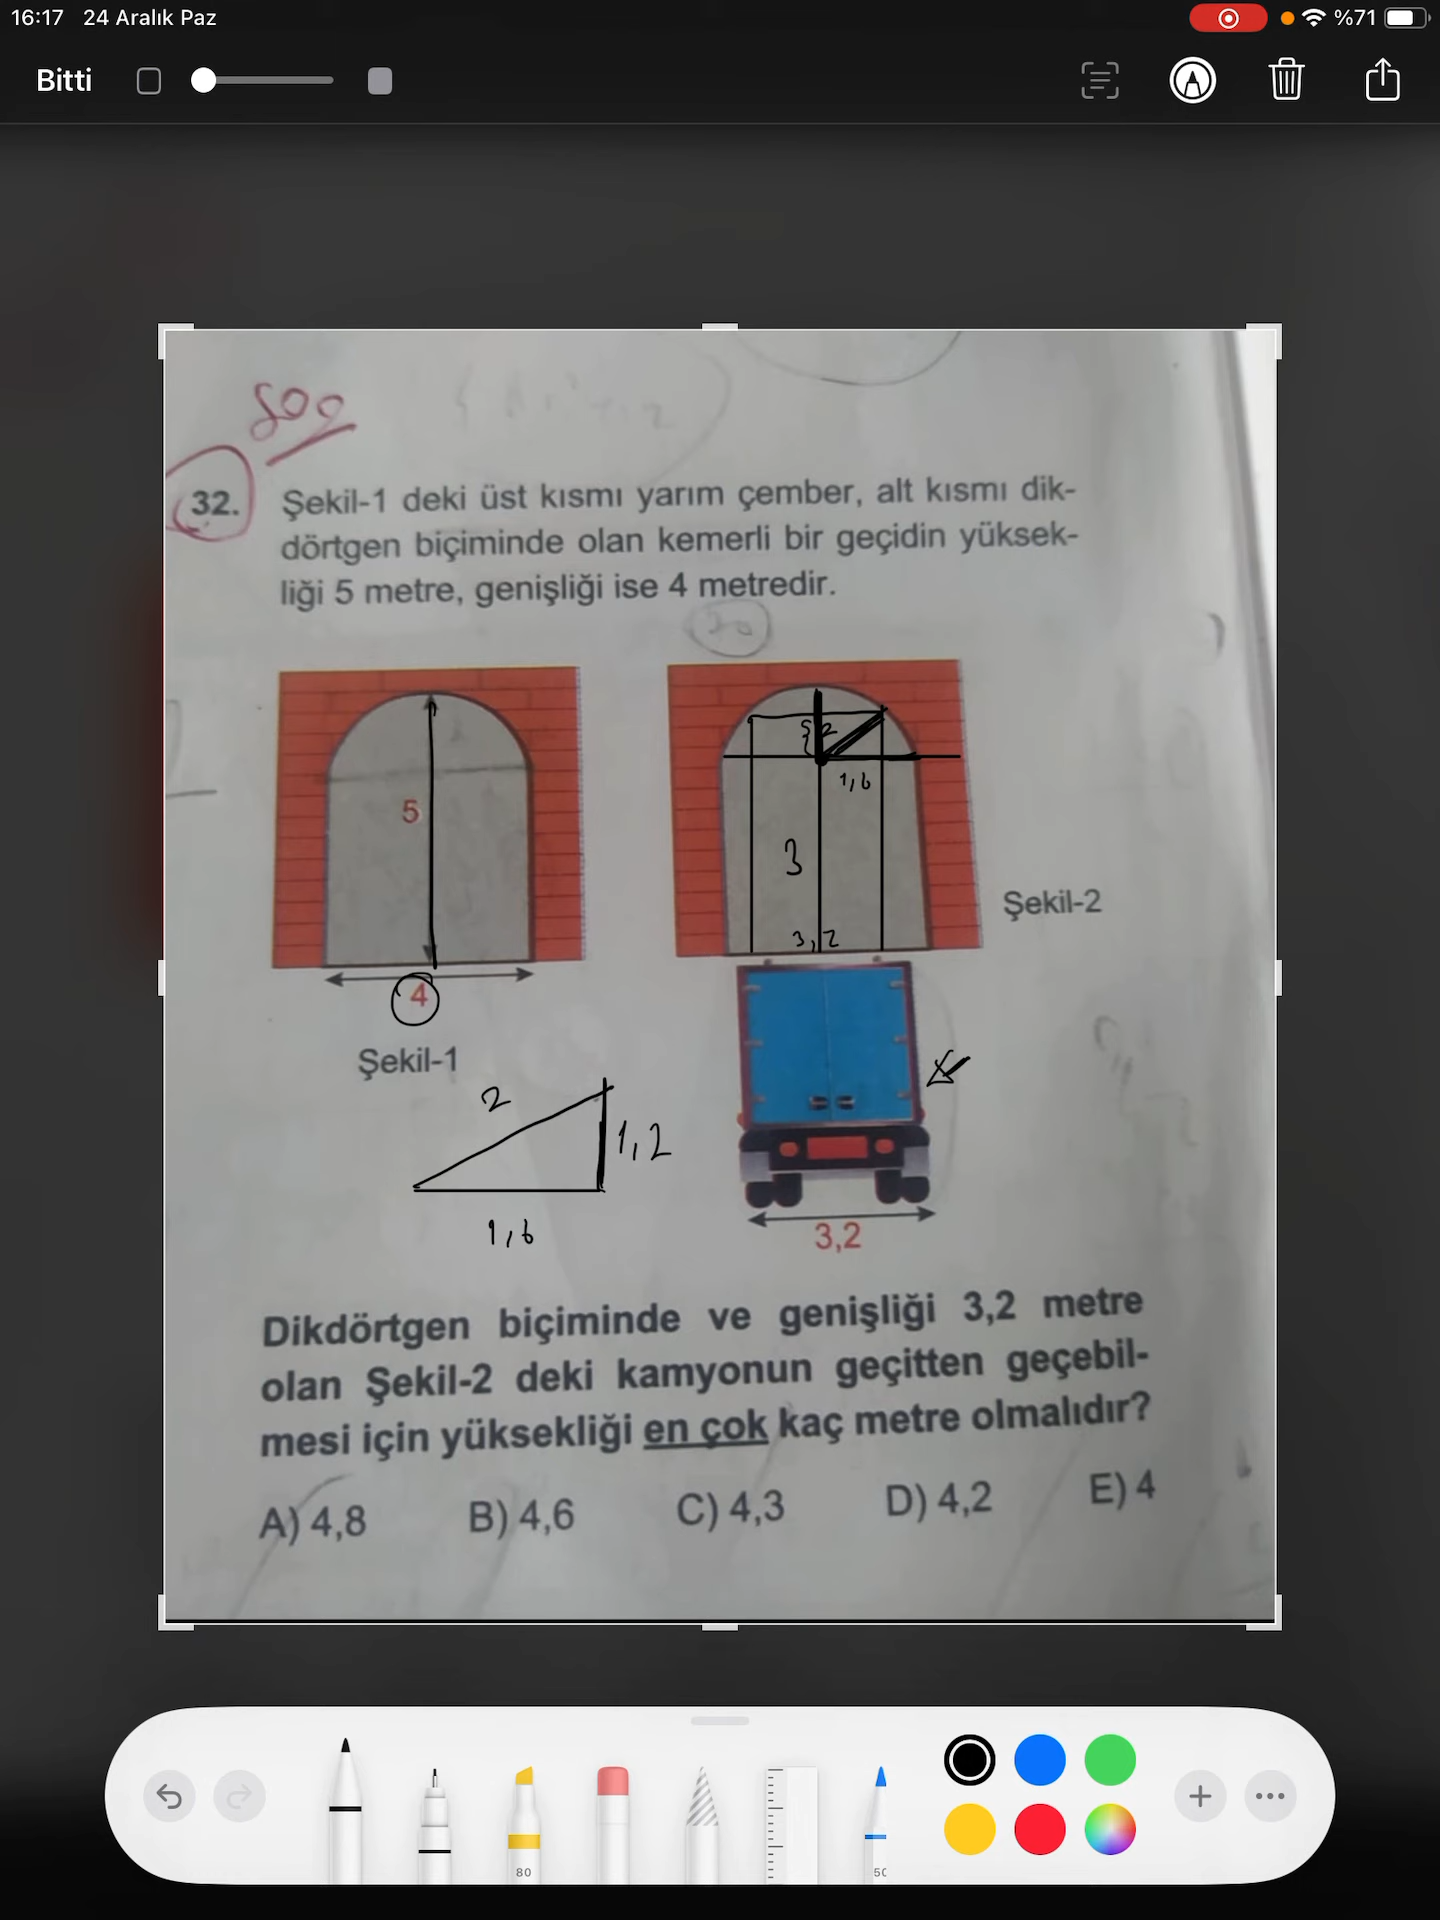 16:17 24 Aralık Paz
%71
Bitti
32. Şekil-1 deki üst kısmı yarım çember, alt kısmı dik-
dörtgen biçiminde olan kemerli bir geçidin yüksek-
liği 5 metre, genişliği ise 4 metredir.
5
4
Şekil-1
2
1,6
3
3,2
Şekil-2
2
1,2
1,6
3,2
Dikdörtgen biçiminde ve genişliği 3,2 metre
olan Şekil-2 deki kamyonun geçitten geçebil-
mesi için yüksekliği en çok kaç metre olmalıdır?
A) 4,8 B) 4,6 C) 4,3 D) 4,2 E) 4
80
50